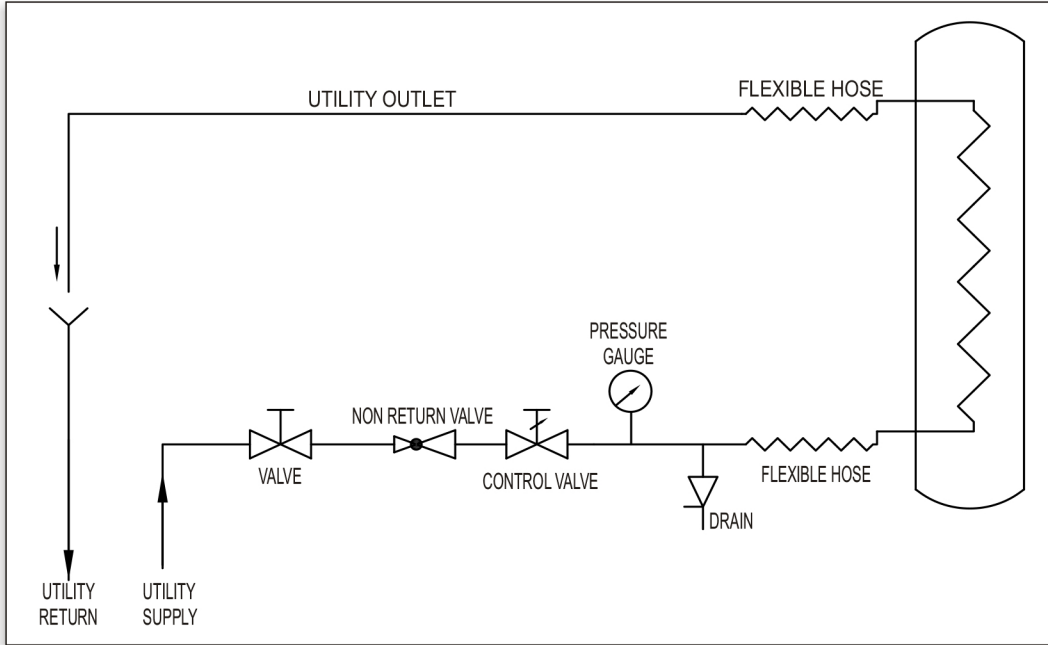 FLEXIBLE HOSE
UTILITY OUTLET
PRESSURE
GAUGE
NON RETURN VALVE
VALVE
CONTROL VALVE
FLEXIBLE HOSE
DRAIN
UTILITY
RETURN
UTILITY
SUPPLY